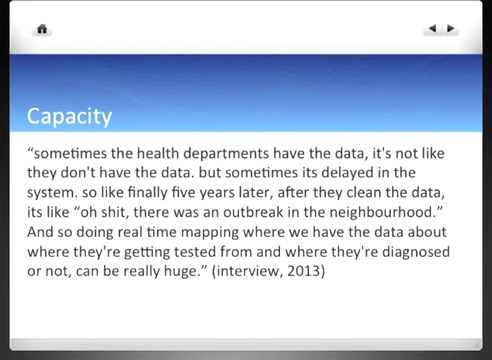 Capacity
“sometimes the health departments have the data, it's not like
they don't have the data. but sometimes its delayed in the
system. so like finally five years later, after they clean the data,
its like “oh shit, there was an outbreak in the neighbourhood.”
And so doing real time mapping where we have the data about
where they're getting tested from and where they're diagnosed
or not, can be really huge.” (interview, 2013)